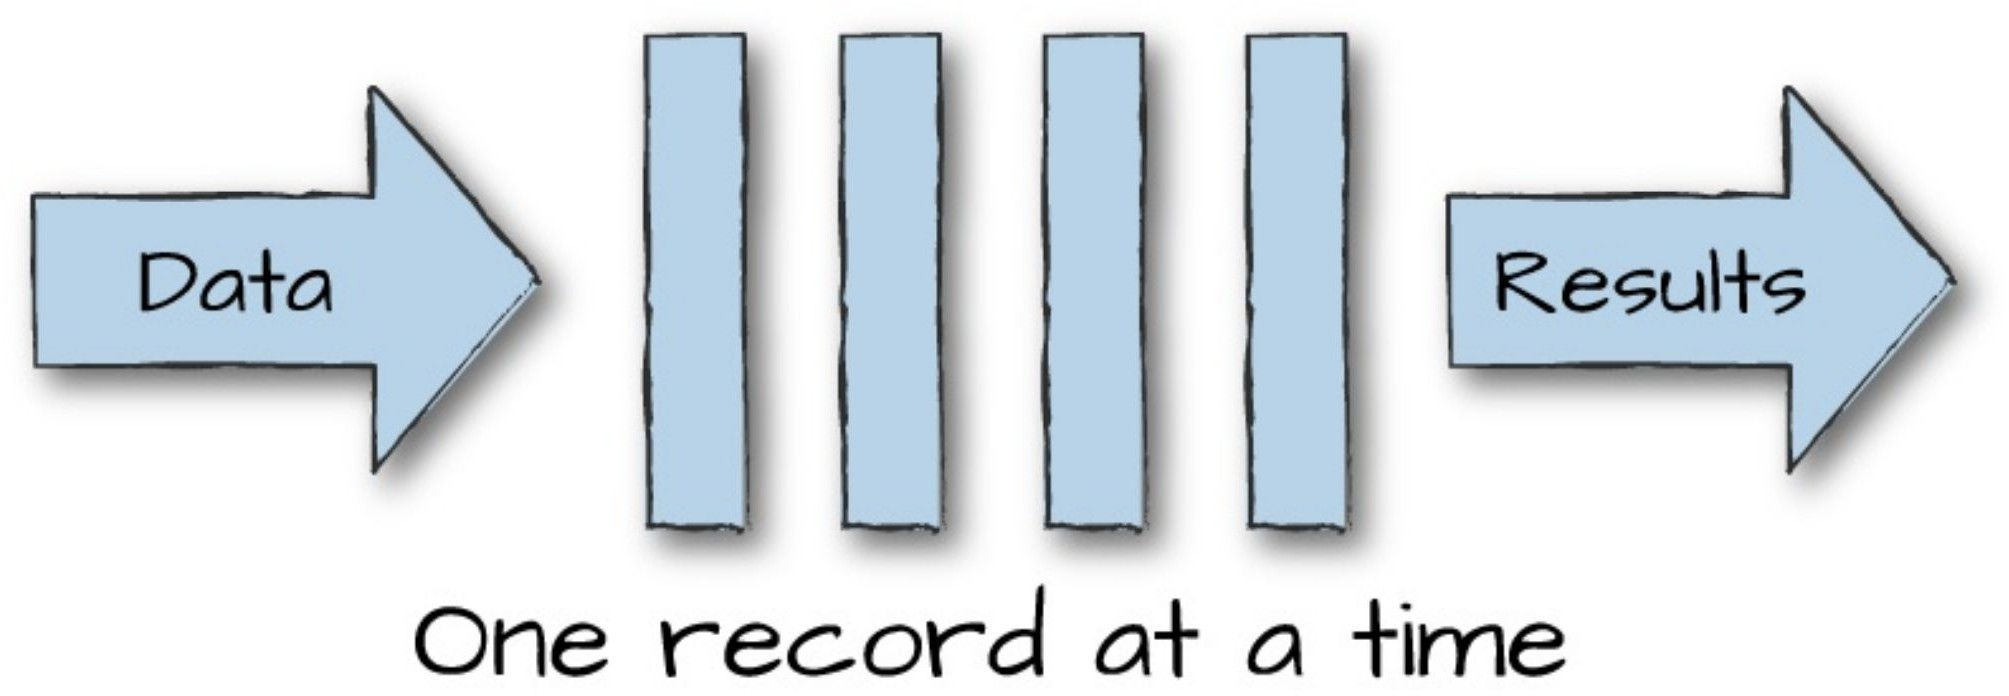 Data
Results
One record at a time